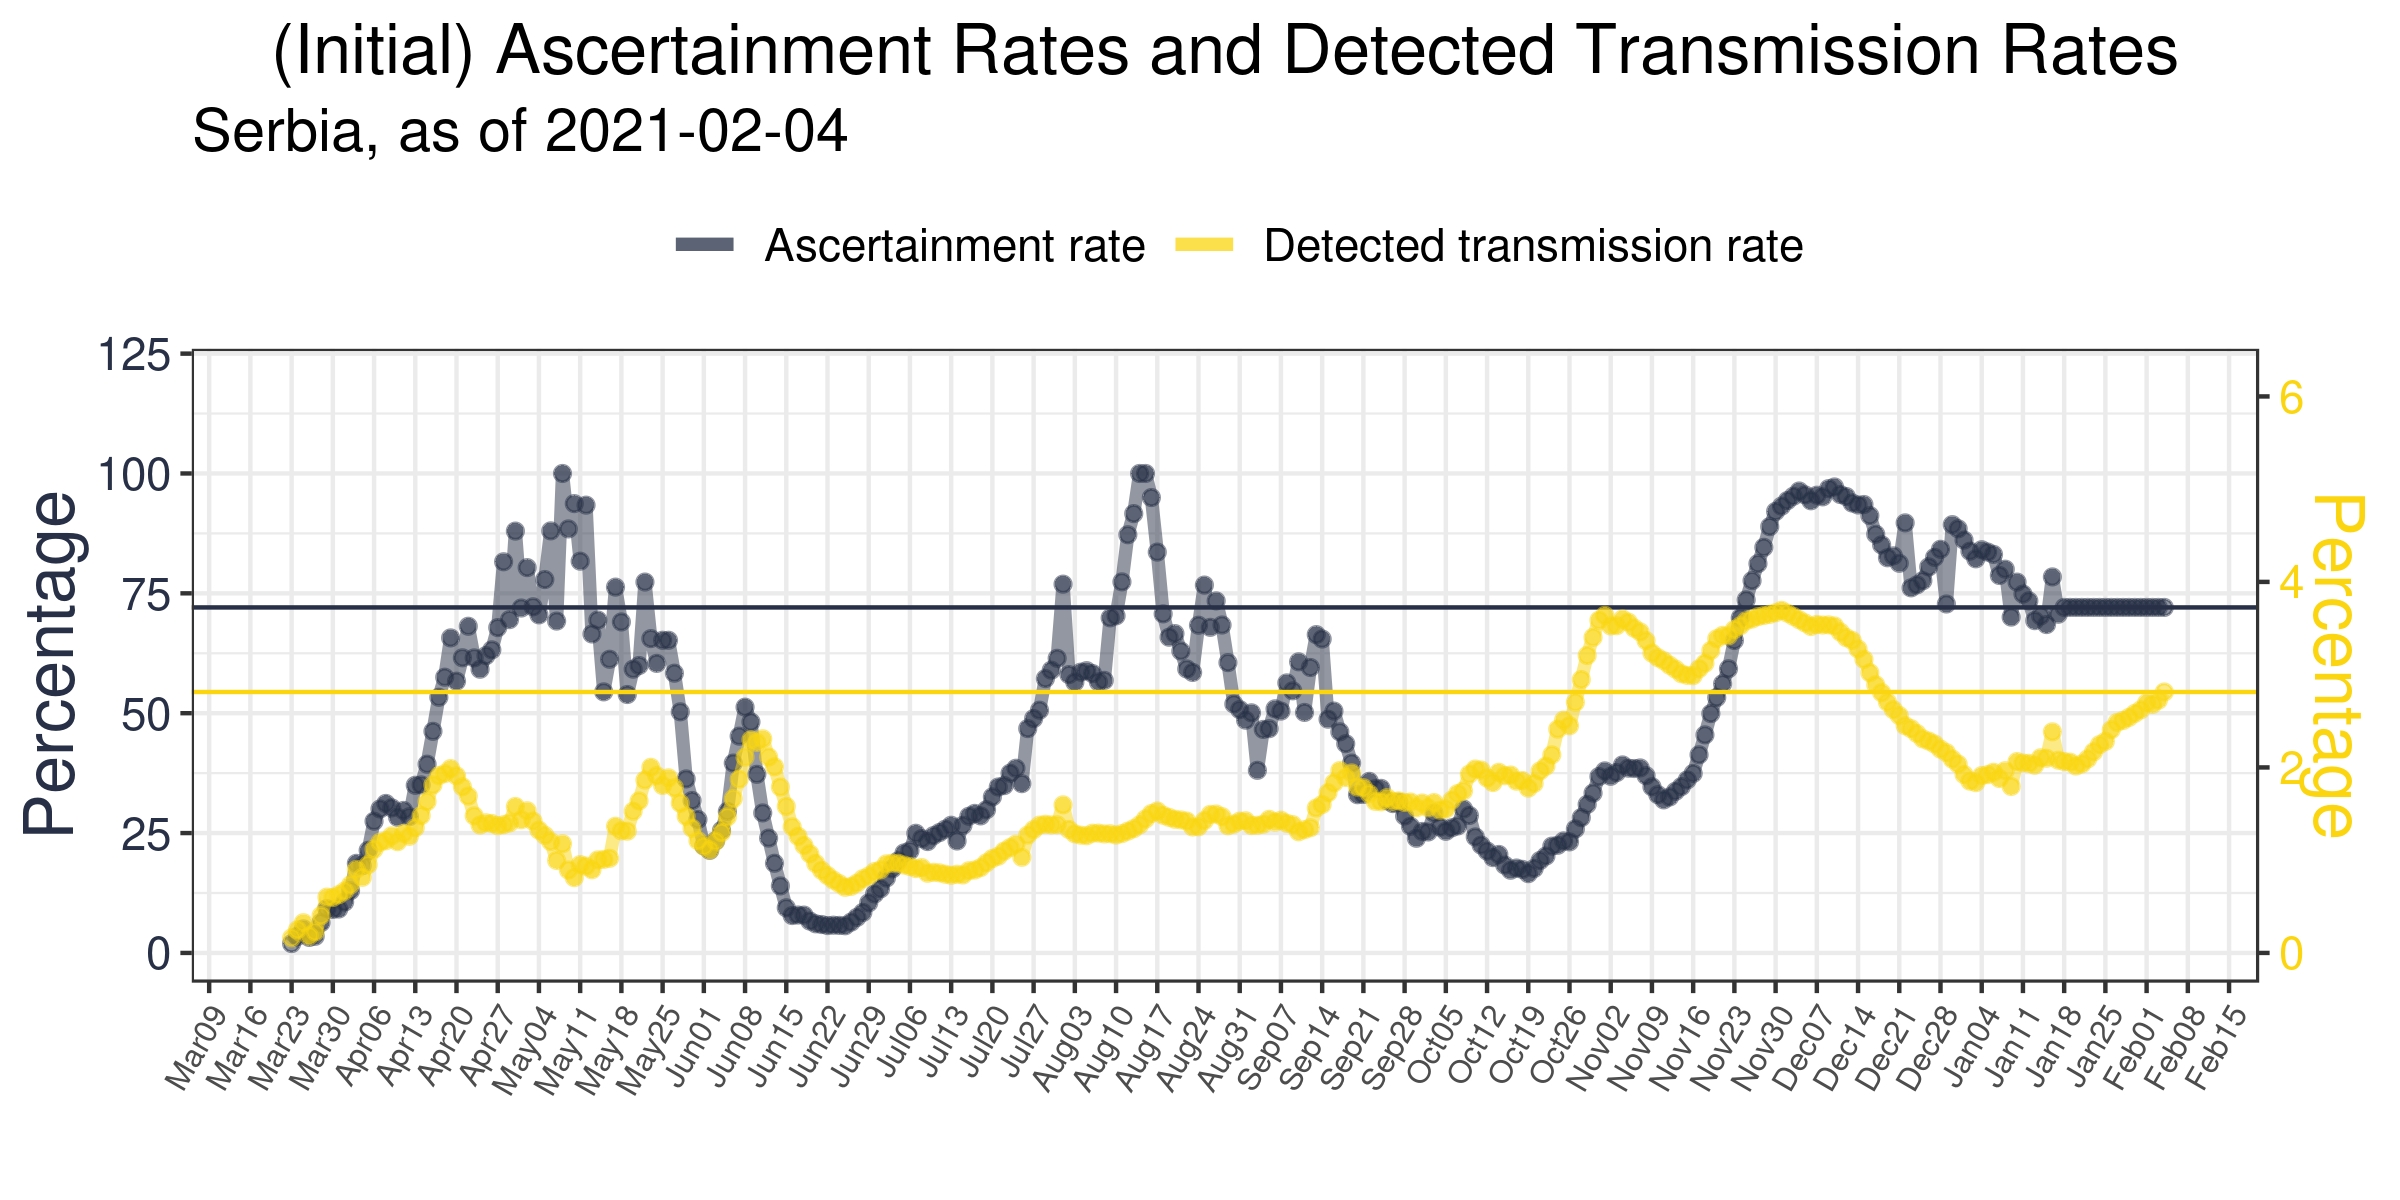 (Initial) Ascertainment Rates and Detected Transmission Rates
Serbia, as of 2021-02-04
Ascertainment rate Detected transmission rate
Percentage
125
100
75
50
25
0
6
4
2
0
Percentage
Mar09 Mar16 Mar23 Mar30 Apr06 Apr13 Apr20 Apr27 May04 May11 May18 May25 Jun01 Jun08 Jun15 Jun22 Jun29 Jul06 Jul13 Jul20 Jul27 Aug03 Aug10 Aug17 Aug24 Aug31 Sep07 Sep14 Sep21 Sep28 Oct05 Oct12 Oct19 Oct26 Nov02 Nov09 Nov16 Nov23 Nov30 Dec07 Dec14 Dec21 Dec28 Jan04 Jan11 Jan18 Jan25 Feb01 Feb08 Feb15